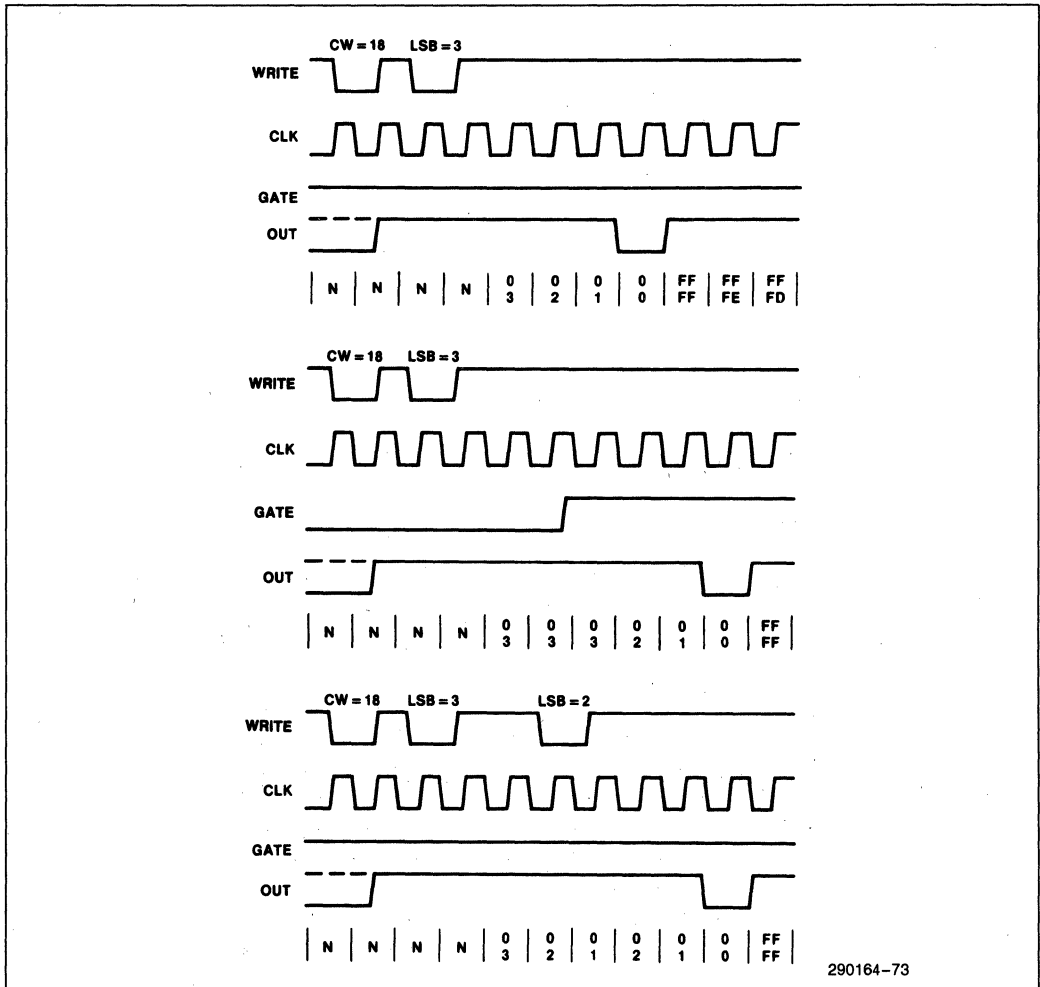 CW = 18 LSB = 3
WRITE
CLK
GATE
OUT
| N | N | N | N | 0 | 0 | 0 | 0 | FF | FF | FF |
3 2 1 0 FF FE FD
CW = 18 LSB = 3
WRITE
CLK
GATE
OUT
| N | N | N | N | 0 | 0 | 0 | 0 | 0 | 0 | FF |
3 3 3 2 1 0 FF
CW = 18 LSB = 3 LSB = 2
WRITE
CLK
GATE
OUT
| N | N | N | N | 0 | 0 | 0 | 0 | 0 | 0 | FF |
3 2 1 2 1 0 FF
290164–73